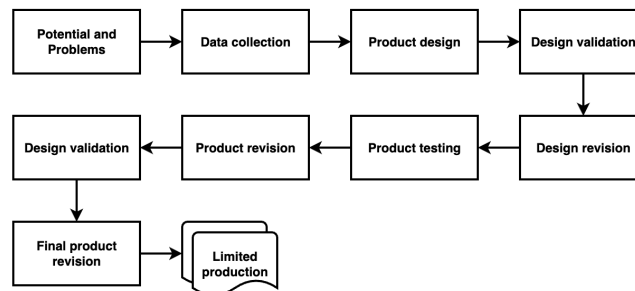 Potential and
Problems
Data collection
Product design
Design validation
Design revision
Product testing
Product revision
Design validation
Final product
revision
Limited
production